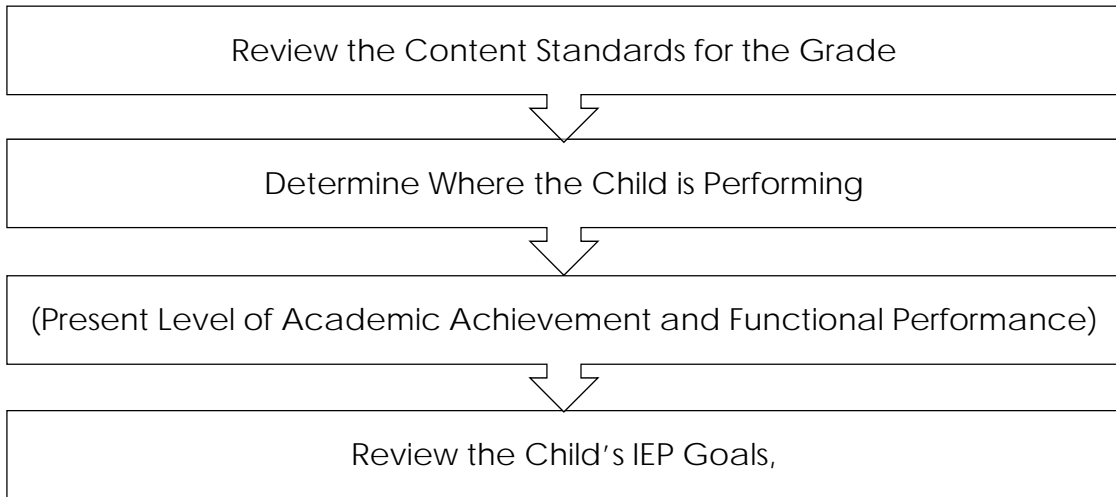 Review the Content Standards for the Grade
Determine Where the Child is Performing
(Present Level of Academic Achievement and Functional Performance)
Review the Child’s IEP Goals,